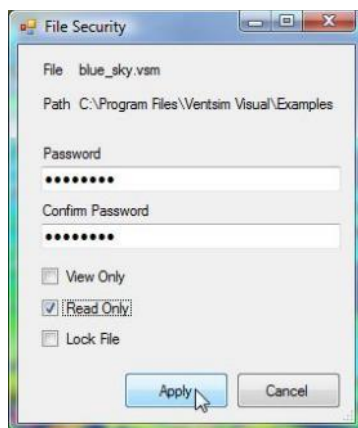 File Security
File blue_sky.vsm
Path C:\Program Files\Ventsim Visual\Examples
Password
••••••••
Confirm Password
••••••••
View Only
Read Only
Lock File
Apply Cancel